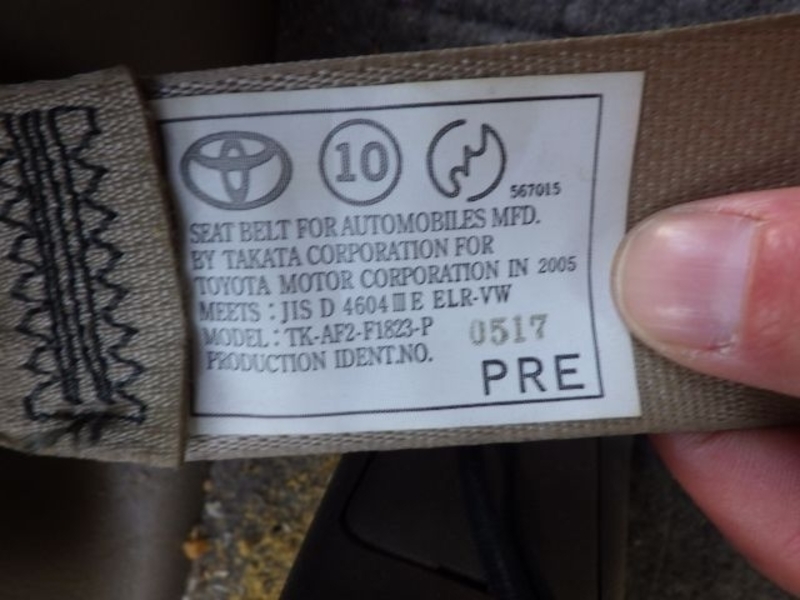 10
567015
SEAT BELT FOR AUTOMOBILES MFD.
BY TAKATA CORPORATION FOR
TOYOTA MOTOR CORPORATION IN 2005
MEETS : JIS D 4604 Ⅲ E ELR-VW
MODEL : TK-AF2-F1823-P 0517
PRODUCTION IDENT.NO.
PRE